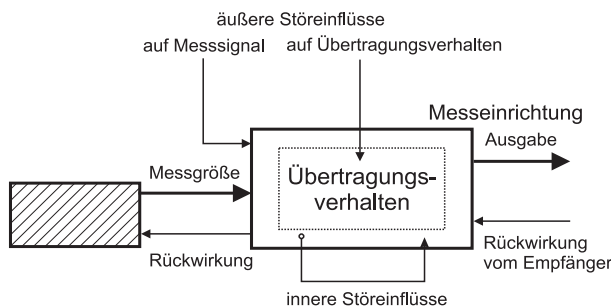 äußere Störeinflüsse
auf Messsignal
auf Übertragungsverhalten
Messeinrichtung
Ausgabe
Messgröße
Übertragungs-
verhalten
Rückwirkung
Rückwirkung
vom Empfänger
innere Störeinflüsse